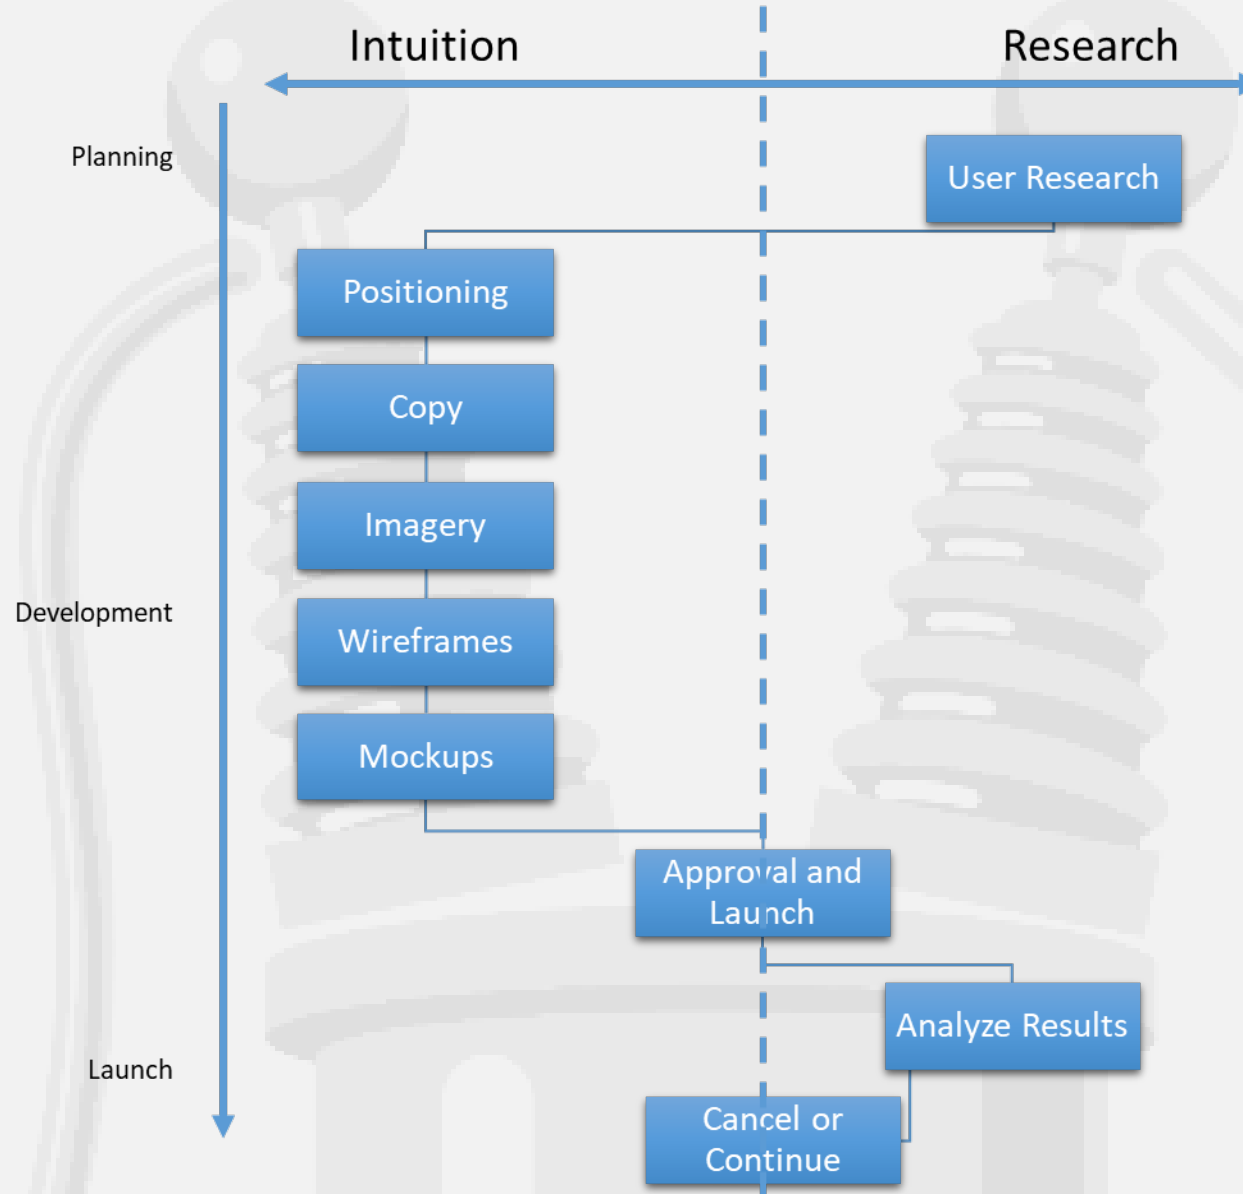 Intuition
Research
Planning
User Research
Positioning
Copy
Imagery
Development
Wireframes
Mockups
Approval and
Launch
Analyze Results
Launch
Cancel or
Continue